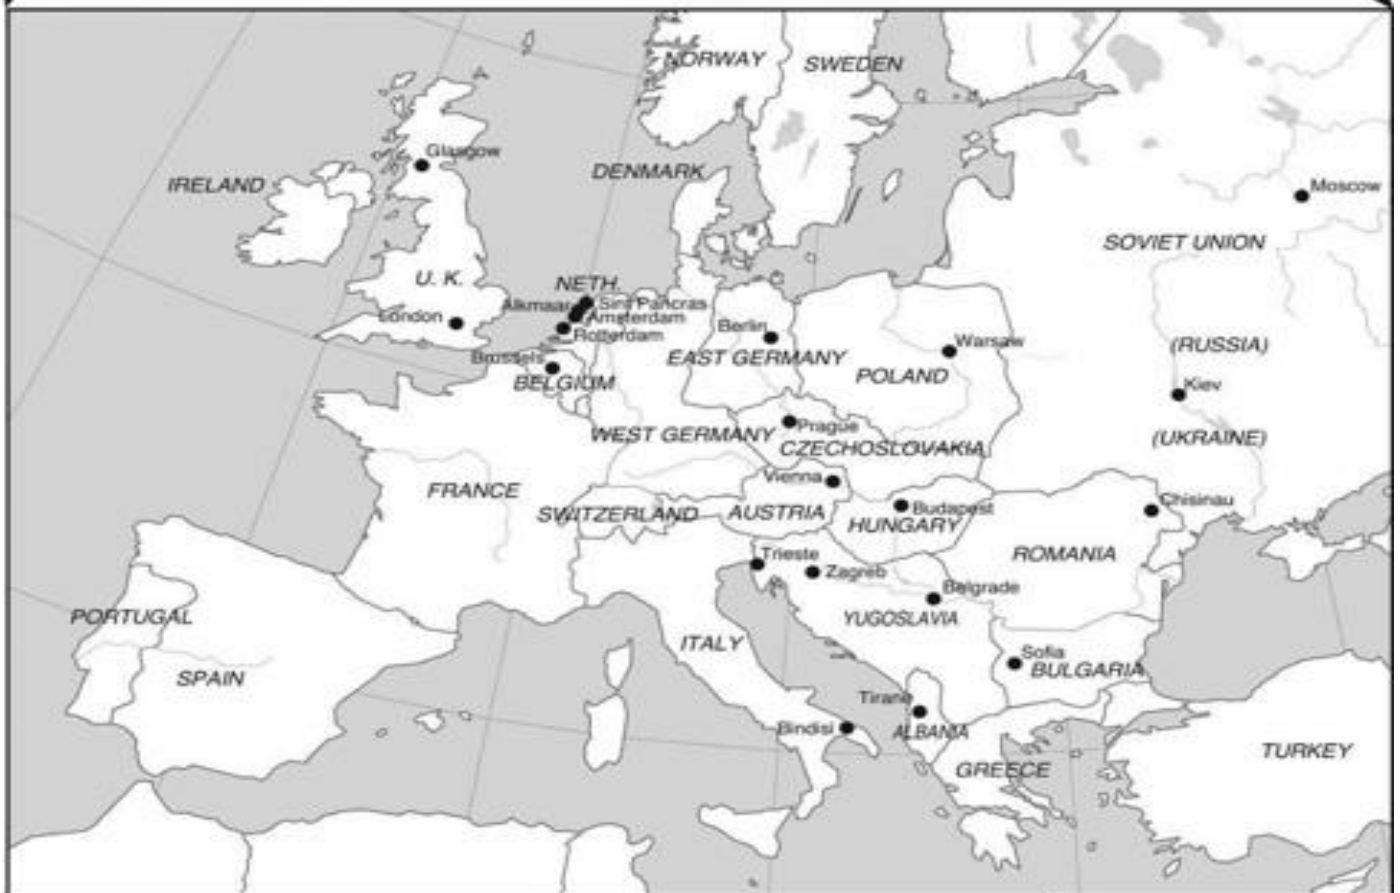 NORWAY
SWEDEN
Glasgow
DENMARK
IRELAND
Moscow
SOVIET UNION
U. K.
NETH.
Alkmaar
Sint Pancras
Amsterdam
London
Rotterdam
Berlin
Brussels
EAST GERMANY
Warsaw
(RUSSIA)
BELGIUM
POLAND
Kiev
Prague
WEST GERMANY
(UKRAINE)
CZECHOSLOVAKIA
Vienna
FRANCE
Chisinau
SWITZERLAND
AUSTRIA
Budapest
HUNGARY
Trieste
ROMANIA
Zagreb
Belgrade
PORTUGAL
YUGOSLAVIA
ITALY
Sofia
BULGARIA
SPAIN
Tirane
Bindisi
ALBANIA
TURKEY
GREECE